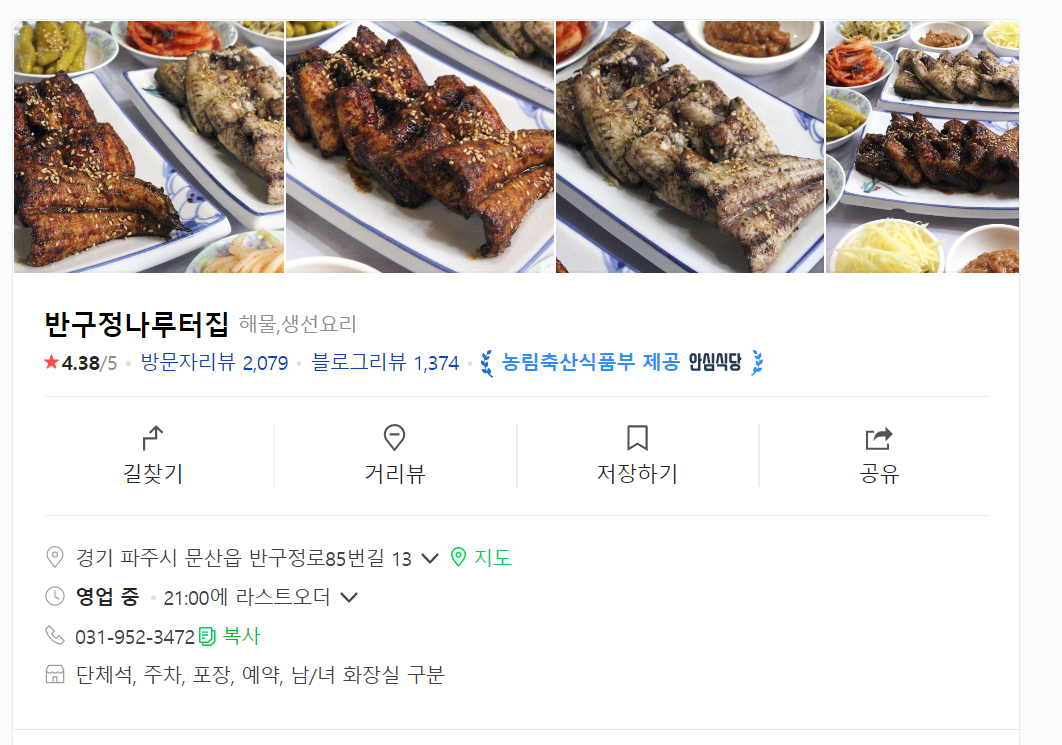 반구정나루터집 해물,생선요리
★4.38/5 • 방문자리뷰 2,079 • 블로그리뷰 1,374 • 농림축산식품부 제공 안심식당
길찾기 거리뷰 저장하기 공유
경기 파주시 문산읍 반구정로85번길 13 지도
영업 중 • 21:00에 라스트오더
031-952-3472 복사
단체석, 주차, 포장, 예약, 남/녀 화장실 구분